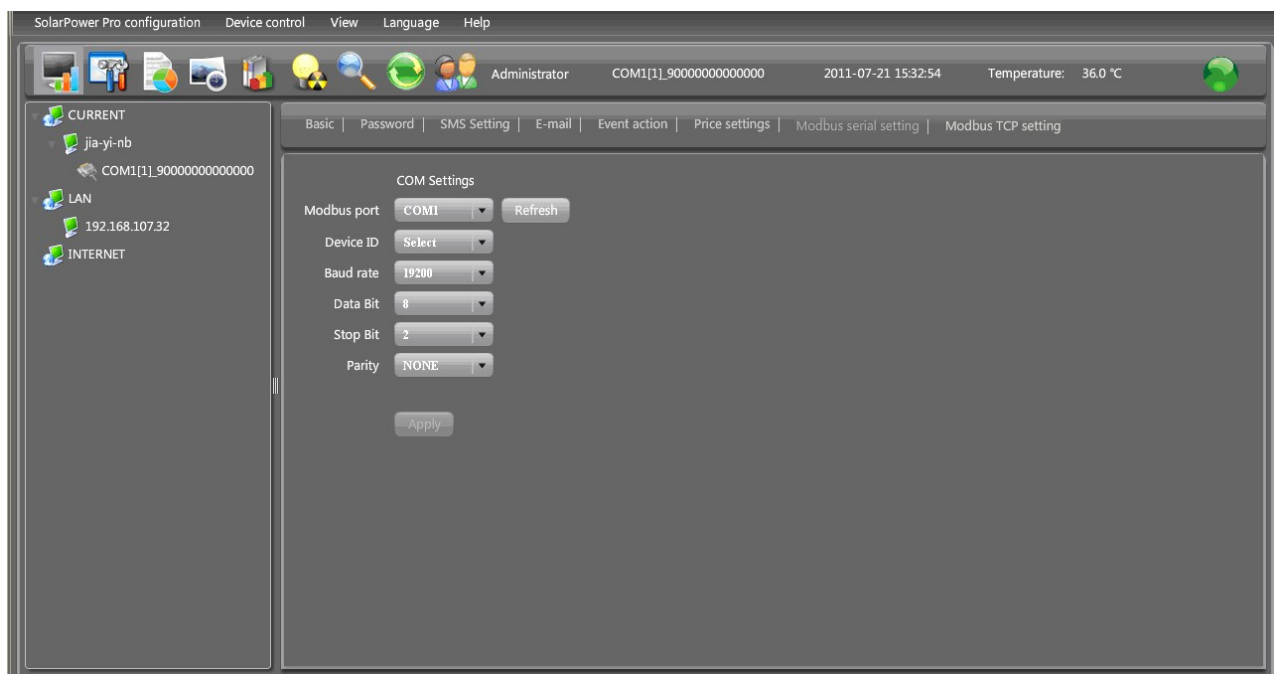 SolarPower Pro configuration Device control View Language Help
Administrator COM1[1]_90000000000000 2011-07-21 15:32:54 Temperature: 36.0 ℃
CURRENT
jia-yi-nb
COM1[1]_90000000000000
LAN
192.168.107.32
INTERNET
Basic | Password | SMS Setting | E-mail | Event action | Price settings | Modbus serial setting | Modbus TCP setting
COM Settings
Modbus port COM1 Refresh
Device ID Select
Baud rate 19200
Data Bit 8
Stop Bit 2
Parity NONE
Apply